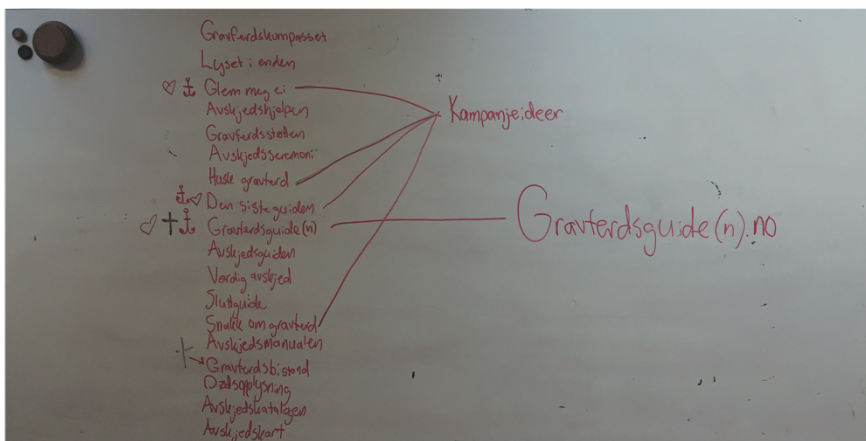 Gravferdskompasset
Lyset i enden
Glem meg ei
Avskjedshjelpen
Gravferdsstøtten
Avskjedsseremoni
Husk gravferd
Den siste guiden
Gravferdsguide(n)
Avskjedsguiden
Verdig avskjed
Sluttguide
Snakk om gravferd
Avskjedsmanualen
Gravferdsbistand
Dødsopplysning
Avskjedskatalogen
Avskjedskart
Kampanjeideer
Gravferdsguide(n).no